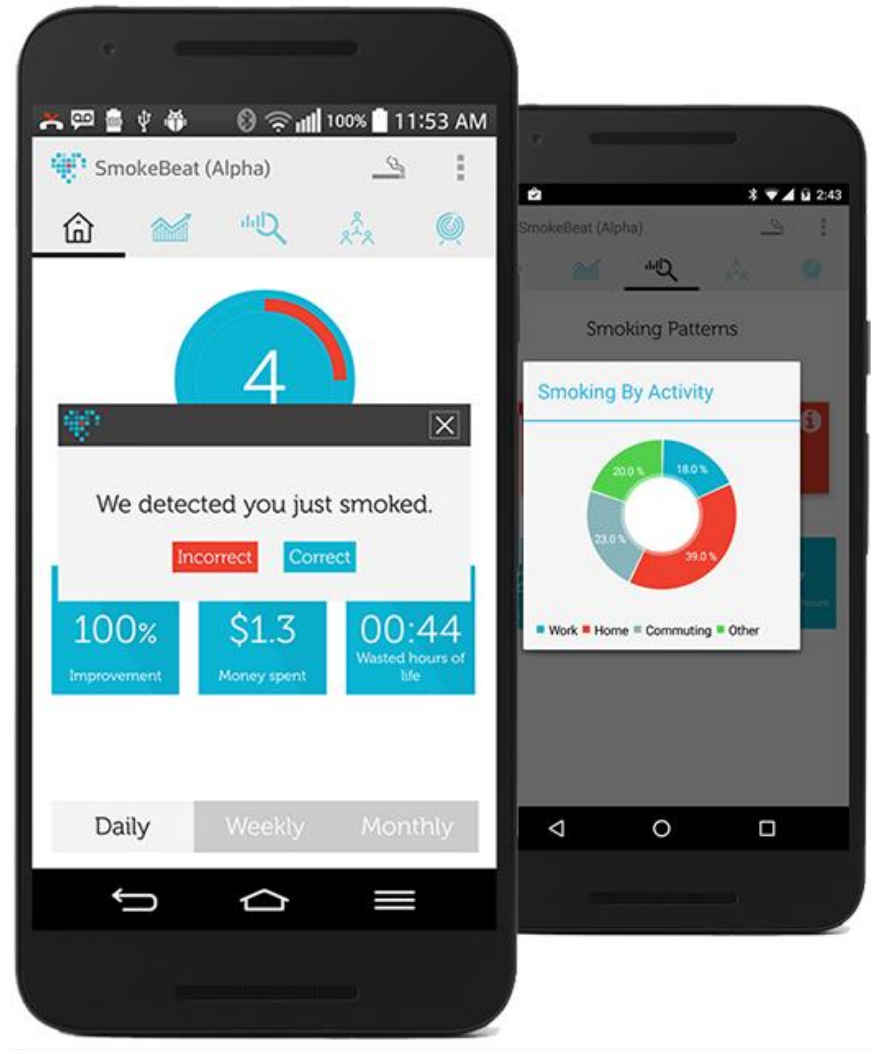 100% 11:53 AM
SmokeBeat (Alpha)
4
We detected you just smoked.
Incorrect Correct
100% $1.3 00:44
Improvement Money spent Wasted hours of
life
Daily Weekly Monthly
2:43
SmokeBeat (Alpha)
Smoking Patterns
Smoking By Activity
20.0 % 18.0 %
23.0 % 39.0 %
Work Home Commuting Other